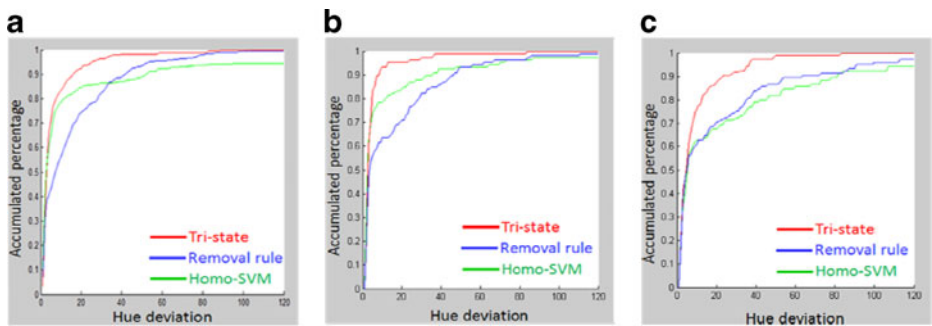 a
Accumulated percentage
1
0.9
0.8
0.7
0.6
0.5
0.4
0.3
0.2
0.1
0
Tri-state
Removal rule
Homo-SVM
0 20 40 60 80 100 120
Hue deviation
b
Accumulated percentage
1
0.9
0.8
0.7
0.6
0.5
0.4
0.3
0.2
0.1
0
Tri-state
Removal rule
Homo-SVM
0 20 40 60 80 100 120
Hue deviation
c
Accumulated percentage
1
0.9
0.8
0.7
0.6
0.5
0.4
0.3
0.2
0.1
0
Tri-state
Removal rule
Homo-SVM
0 20 40 60 80 100 120
Hue deviation